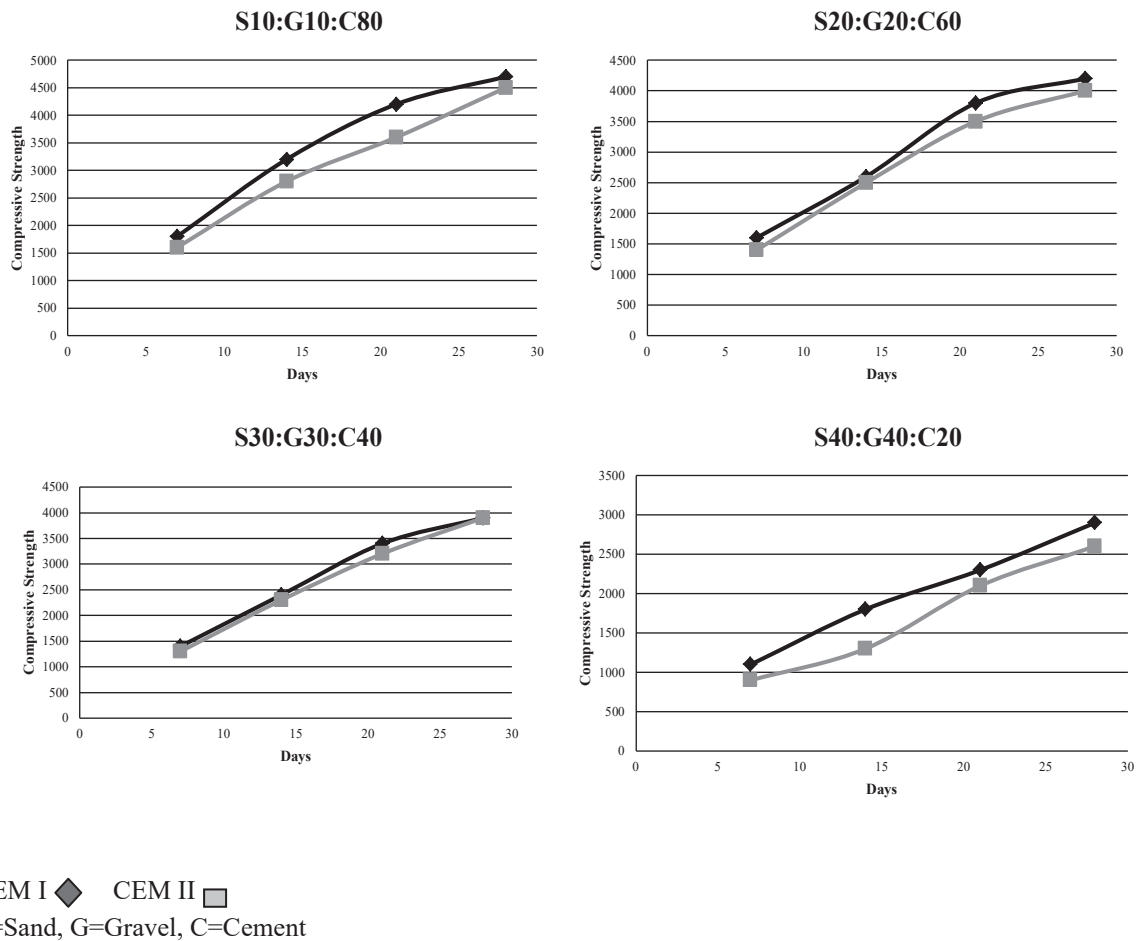 S10:G10:C80
5000
4500
4000
3500
3000
2500
2000
1500
1000
500
0
Compressive Strength
0 5 10 15 20 25 30
Days
S20:G20:C60
4500
4000
3500
3000
2500
2000
1500
1000
500
0
Compressive Strength
0 5 10 15 20 25 30
Days
S30:G30:C40
4500
4000
3500
3000
2500
2000
1500
1000
500
0
Compressive Strength
0 5 10 15 20 25 30
Days
S40:G40:C20
3500
3000
2500
2000
1500
1000
500
0
Compressive Strength
0 5 10 15 20 25 30
Days
EM I CEM II
=Sand, G=Gravel, C=Cement